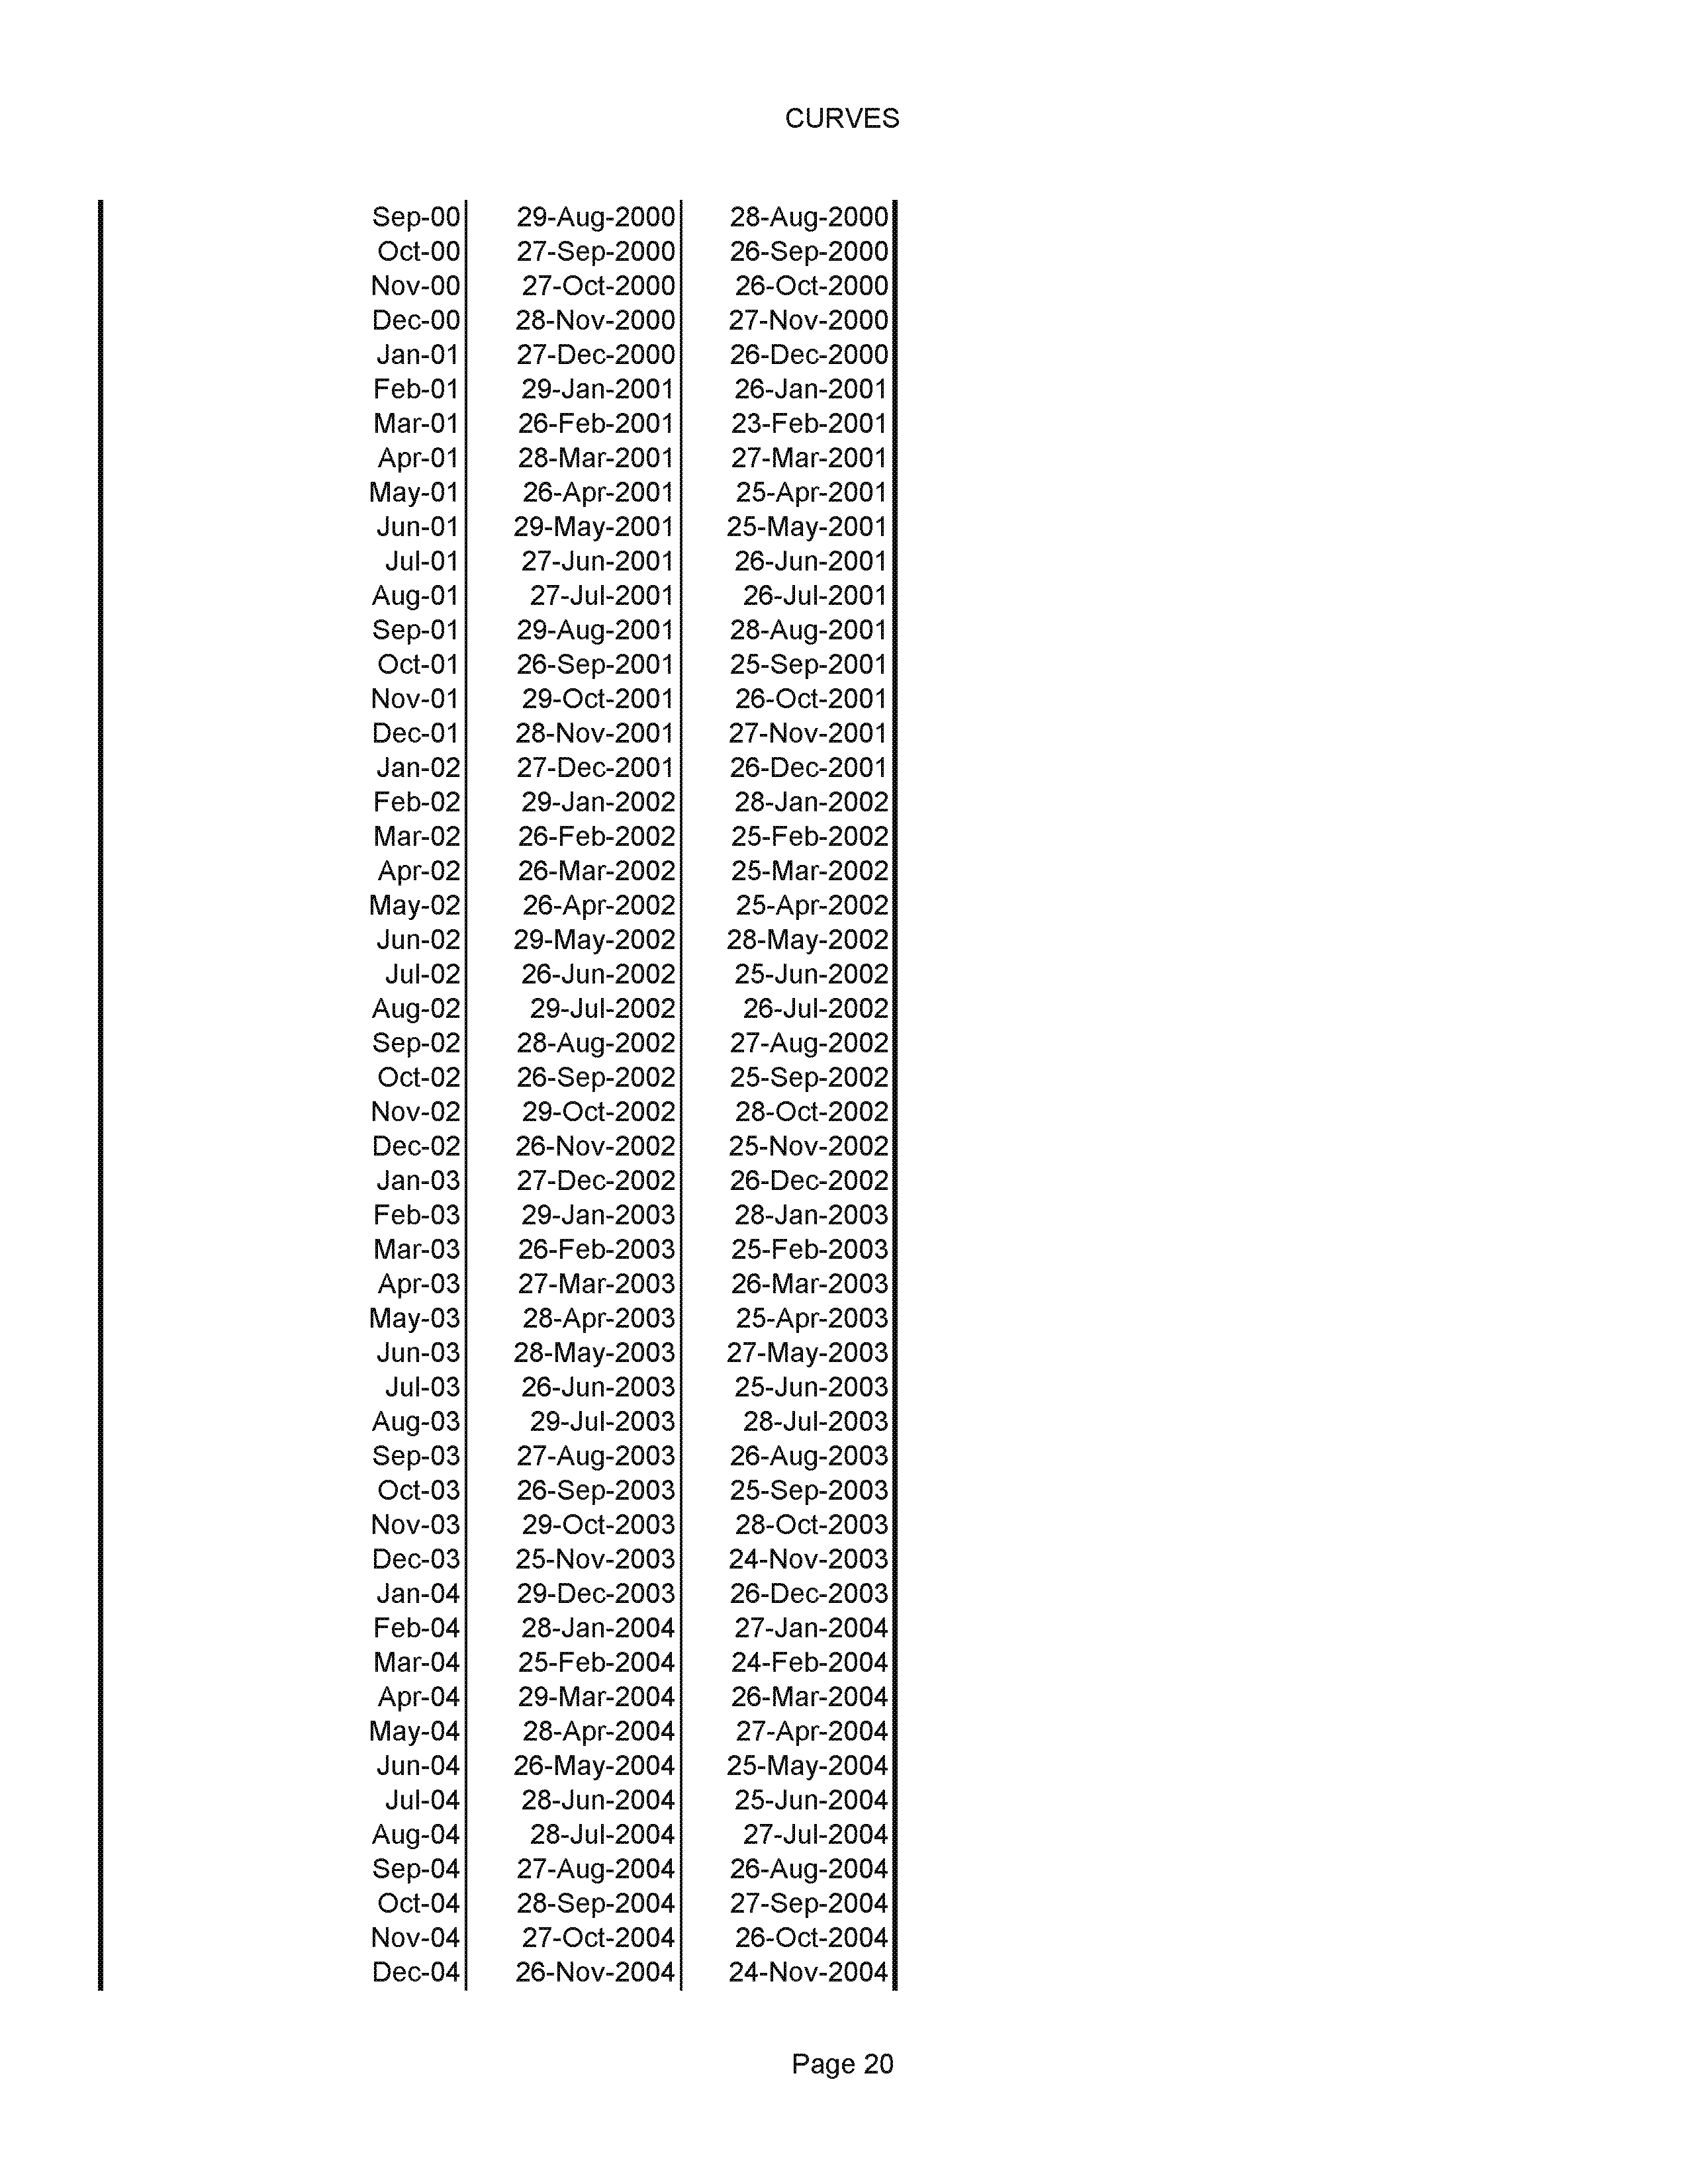 CURVES
Sep-00 29-Aug-2000 28-Aug-2000
Oct-00 27-Sep-2000 26-Sep-2000
Nov-00 27-Oct-2000 26-Oct-2000
Dec-00 28-Nov-2000 27-Nov-2000
Jan-01 27-Dec-2000 26-Dec-2000
Feb-01 29-Jan-2001 26-Jan-2001
Mar-01 26-Feb-2001 23-Feb-2001
Apr-01 28-Mar-2001 27-Mar-2001
May-01 26-Apr-2001 25-Apr-2001
Jun-01 29-May-2001 25-May-2001
Jul-01 27-Jun-2001 26-Jun-2001
Aug-01 27-Jul-2001 26-Jul-2001
Sep-01 29-Aug-2001 28-Aug-2001
Oct-01 26-Sep-2001 25-Sep-2001
Nov-01 29-Oct-2001 26-Oct-2001
Dec-01 28-Nov-2001 27-Nov-2001
Jan-02 27-Dec-2001 26-Dec-2001
Feb-02 29-Jan-2002 28-Jan-2002
Mar-02 26-Feb-2002 25-Feb-2002
Apr-02 26-Mar-2002 25-Mar-2002
May-02 26-Apr-2002 25-Apr-2002
Jun-02 29-May-2002 28-May-2002
Jul-02 26-Jun-2002 25-Jun-2002
Aug-02 29-Jul-2002 26-Jul-2002
Sep-02 28-Aug-2002 27-Aug-2002
Oct-02 26-Sep-2002 25-Sep-2002
Nov-02 29-Oct-2002 28-Oct-2002
Dec-02 26-Nov-2002 25-Nov-2002
Jan-03 27-Dec-2002 26-Dec-2002
Feb-03 29-Jan-2003 28-Jan-2003
Mar-03 26-Feb-2003 25-Feb-2003
Apr-03 27-Mar-2003 26-Mar-2003
May-03 28-Apr-2003 25-Apr-2003
Jun-03 28-May-2003 27-May-2003
Jul-03 26-Jun-2003 25-Jun-2003
Aug-03 29-Jul-2003 28-Jul-2003
Sep-03 27-Aug-2003 26-Aug-2003
Oct-03 26-Sep-2003 25-Sep-2003
Nov-03 29-Oct-2003 28-Oct-2003
Dec-03 25-Nov-2003 24-Nov-2003
Jan-04 29-Dec-2003 26-Dec-2003
Feb-04 28-Jan-2004 27-Jan-2004
Mar-04 25-Feb-2004 24-Feb-2004
Apr-04 29-Mar-2004 26-Mar-2004
May-04 28-Apr-2004 27-Apr-2004
Jun-04 26-May-2004 25-May-2004
Jul-04 28-Jun-2004 25-Jun-2004
Aug-04 28-Jul-2004 27-Jul-2004
Sep-04 27-Aug-2004 26-Aug-2004
Oct-04 28-Sep-2004 27-Sep-2004
Nov-04 27-Oct-2004 26-Oct-2004
Dec-04 26-Nov-2004 24-Nov-2004
Page 20